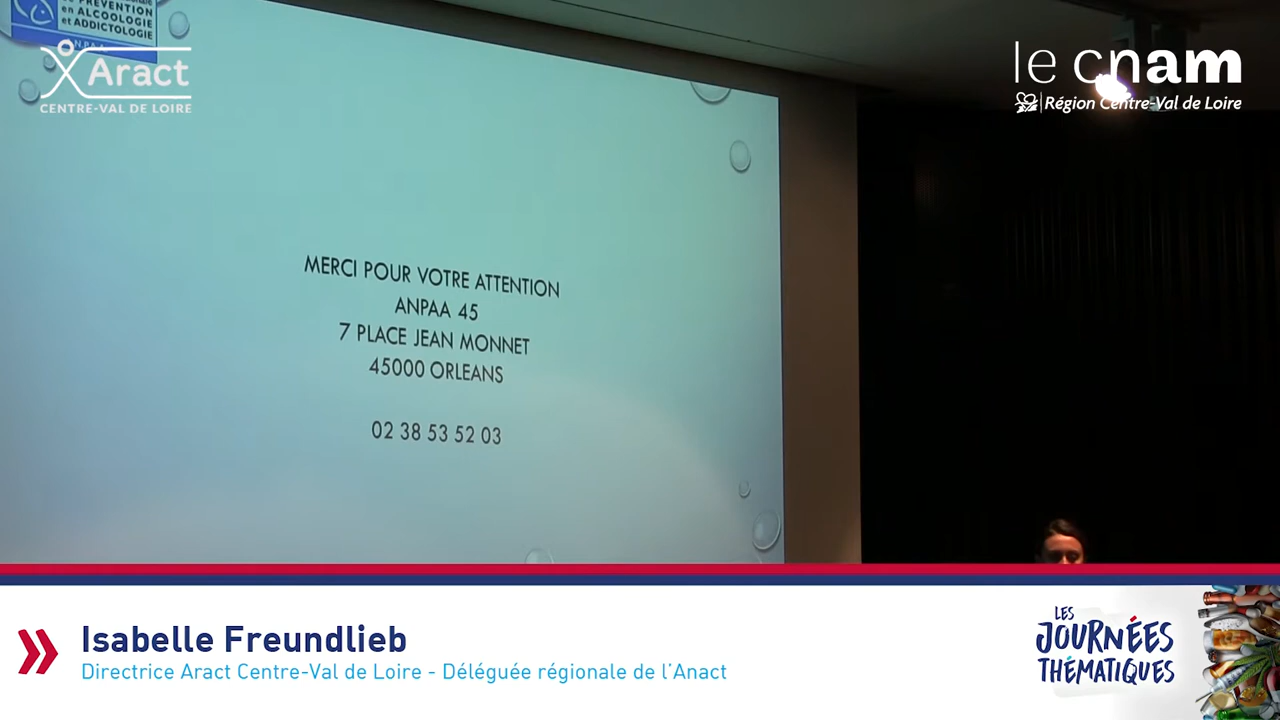 DE PRÉVENTION
EN ALCOOLOGIE
ET ADDICTOLOGIE
Aract
CENTRE-VAL DE LOIRE
le cnam
Région Centre-Val de Loire
MERCI POUR VOTRE ATTENTION
ANPAA 45
7 PLACE JEAN MONNET
45000 ORLEANS
02 38 53 52 03
Isabelle Freundlieb
Directrice Aract Centre-Val de Loire - Déléguée régionale de l'Anact
LES
JOURNÉES
THÉMATIQUES